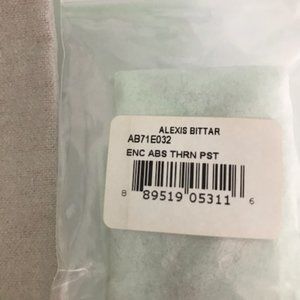 ALEXIS BITTAR
AB71E032
ENC ABS THRN PST
8 89519 05311 6